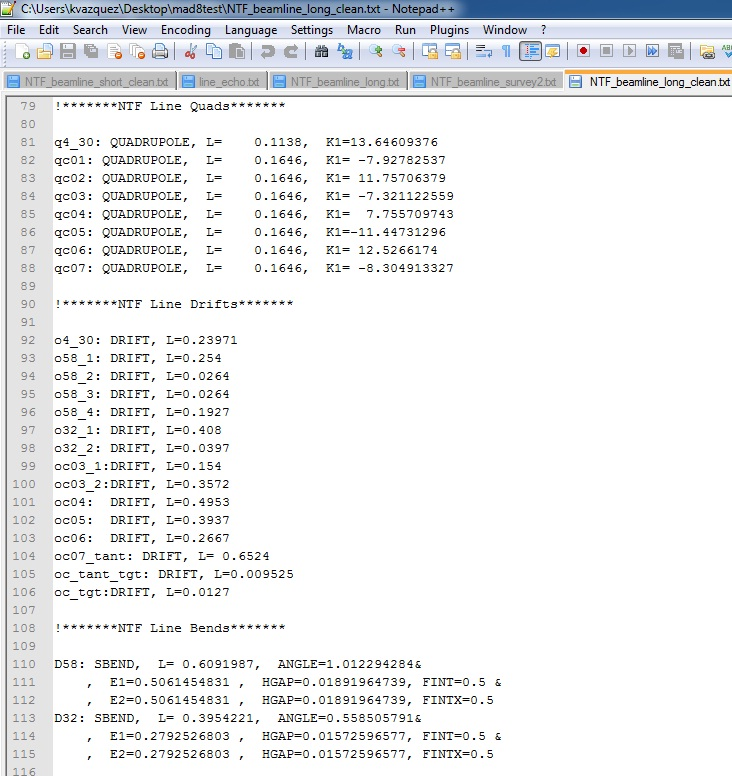 C:\Users\kvazquez\Desktop\mad8test\NTF_beamline_long_clean.txt - Notepad++
File Edit Search View Encoding Language Settings Macro Run Plugins Window ?
NTF_beamline_short_clean.txt line_echo.txt NTF_beamline_long.txt NTF_beamline_survey2.txt NTF_beamline_long_clean.txt
79 !*******NTF Line Quads*******
80
81 q4_30: QUADRUPOLE, L=    0.1138,  K1=13.64609376
82 qc01: QUADRUPOLE,  L=    0.1646,  K1= -7.92782537
83 qc02: QUADRUPOLE,  L=    0.1646,  K1= 11.75706379
84 qc03: QUADRUPOLE,  L=    0.1646,  K1= -7.321122559
85 qc04: QUADRUPOLE,  L=    0.1646,  K1=  7.755709743
86 qc05: QUADRUPOLE,  L=    0.1646,  K1=-11.44731296
87 qc06: QUADRUPOLE,  L=    0.1646,  K1= 12.5266174
88 qc07: QUADRUPOLE,  L=    0.1646,  K1= -8.304913327
89
90 !*******NTF Line Drifts*******
91
92 o4_30: DRIFT, L=0.23971
93 o58_1: DRIFT, L=0.254
94 o58_2: DRIFT, L=0.0264
95 o58_3: DRIFT, L=0.0264
96 o58_4: DRIFT, L=0.1927
97 o32_1: DRIFT, L=0.408
98 o32_2: DRIFT, L=0.0397
99 oc03_1:DRIFT, L=0.154
100 oc03_2:DRIFT, L=0.3572
101 oc04:  DRIFT, L=0.4953
102 oc05:  DRIFT, L=0.3937
103 oc06:  DRIFT, L=0.2667
104 oc07_tant: DRIFT, L= 0.6524
105 oc_tant_tgt: DRIFT, L=0.009525
106 oc_tgt:DRIFT, L=0.0127
107
108 !*******NTF Line Bends*******
109
110 D58: SBEND,  L= 0.6091987,  ANGLE=1.012294284&
111     ,  E1=0.5061454831 ,  HGAP=0.01891964739, FINT=0.5 &
112     ,  E2=0.5061454831 ,  HGAP=0.01891964739, FINTX=0.5
113 D32: SBEND,  L= 0.3954221,  ANGLE=0.558505791&
114     ,  E1=0.2792526803 ,  HGAP=0.01572596577, FINT=0.5 &
115     ,  E2=0.2792526803 ,  HGAP=0.01572596577, FINTX=0.5
116